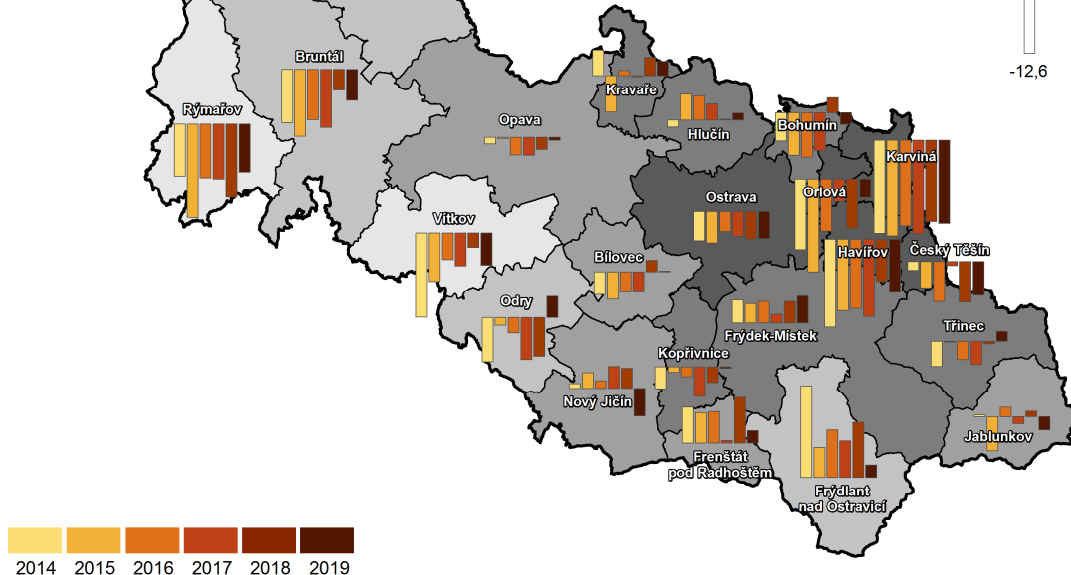 -12,6
Bruntál
Rýmařov
Kravaře
Opava
Hlučín
Bohumín
Karviná
Ostrava
Orlová
Vítkov
Havířov
Český Těšín
Bílovec
Odry
Frýdek-Místek
Třinec
Kopřivnice
Nový Jičín
Jablunkov
Frenštát
pod Radhoštěm
Frýdlant
nad Ostravicí
2014 2015 2016 2017 2018 2019